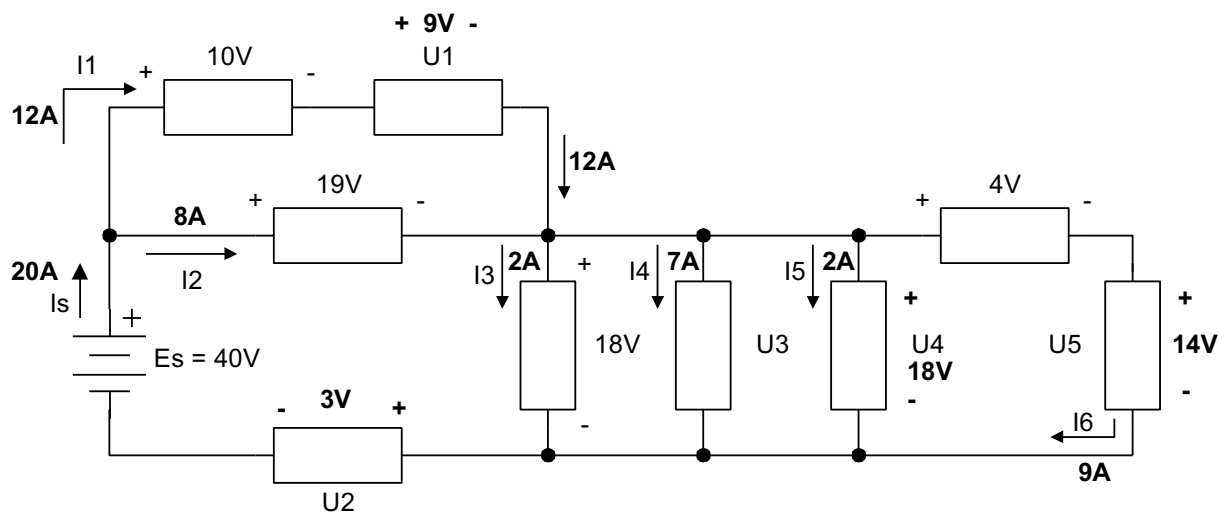 + 9V -
I1
+
10V
-
U1
12A
12A
19V
4V
+
-
+
-
8A
I2
20A
Is
+
Es = 40V
I3
2A
+
I4
7A
I5
2A
18V
U3
+
U4
18V
-
U5
+
14V
-
-
3V
+
-
U2
I6
9A